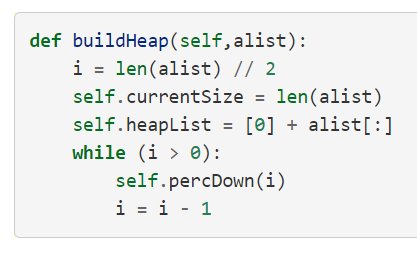 def buildHeap(self,alist):
    i = len(alist) // 2
    self.currentSize = len(alist)
    self.heapList = [0] + alist[:]
    while (i > 0):
        self.percDown(i)
        i = i - 1